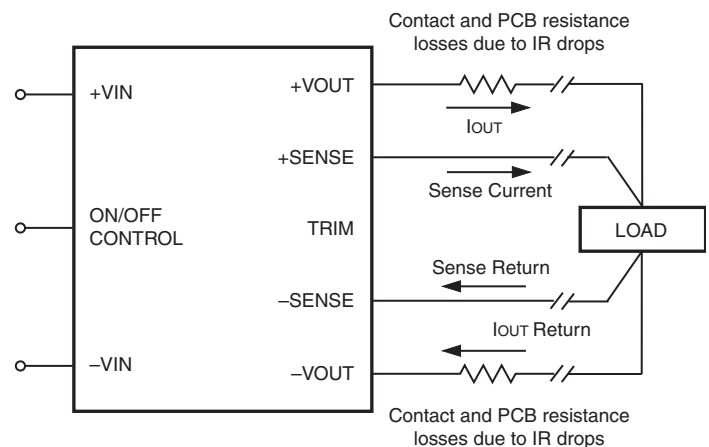 Contact and PCB resistance
losses due to IR drops
+VOUT
+VIN
IOUT
+SENSE
Sense Current
ON/OFF
CONTROL
TRIM
LOAD
Sense Return
–SENSE
IOUT Return
–VIN
–VOUT
Contact and PCB resistance
losses due to IR drops